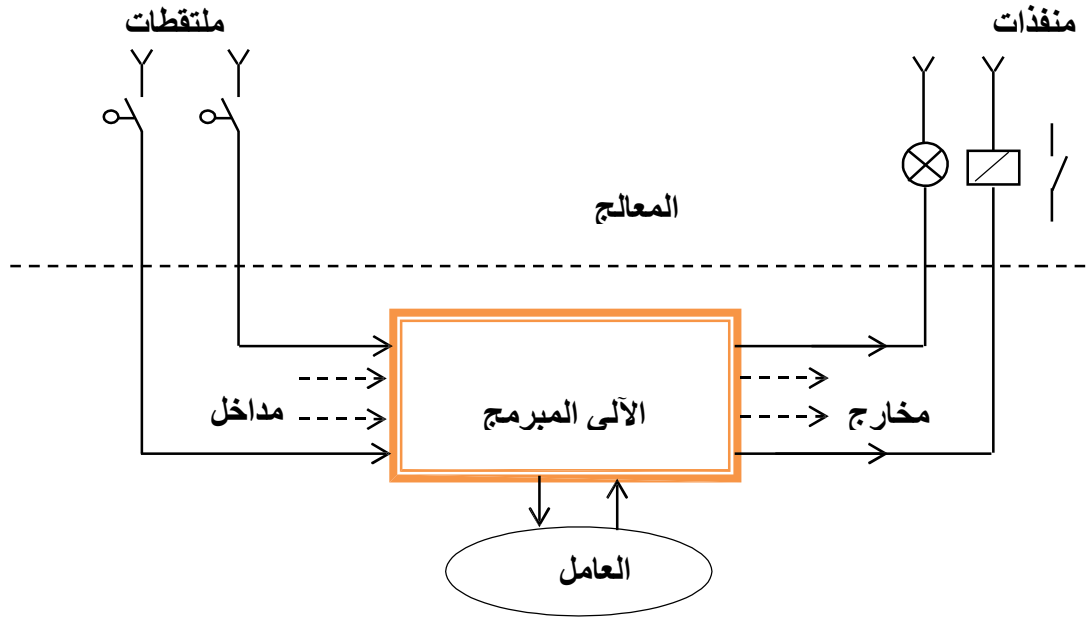 منفذات
ملتقطات
المعالج
مداخل
الآلى المبرمج
مخارج
العامل